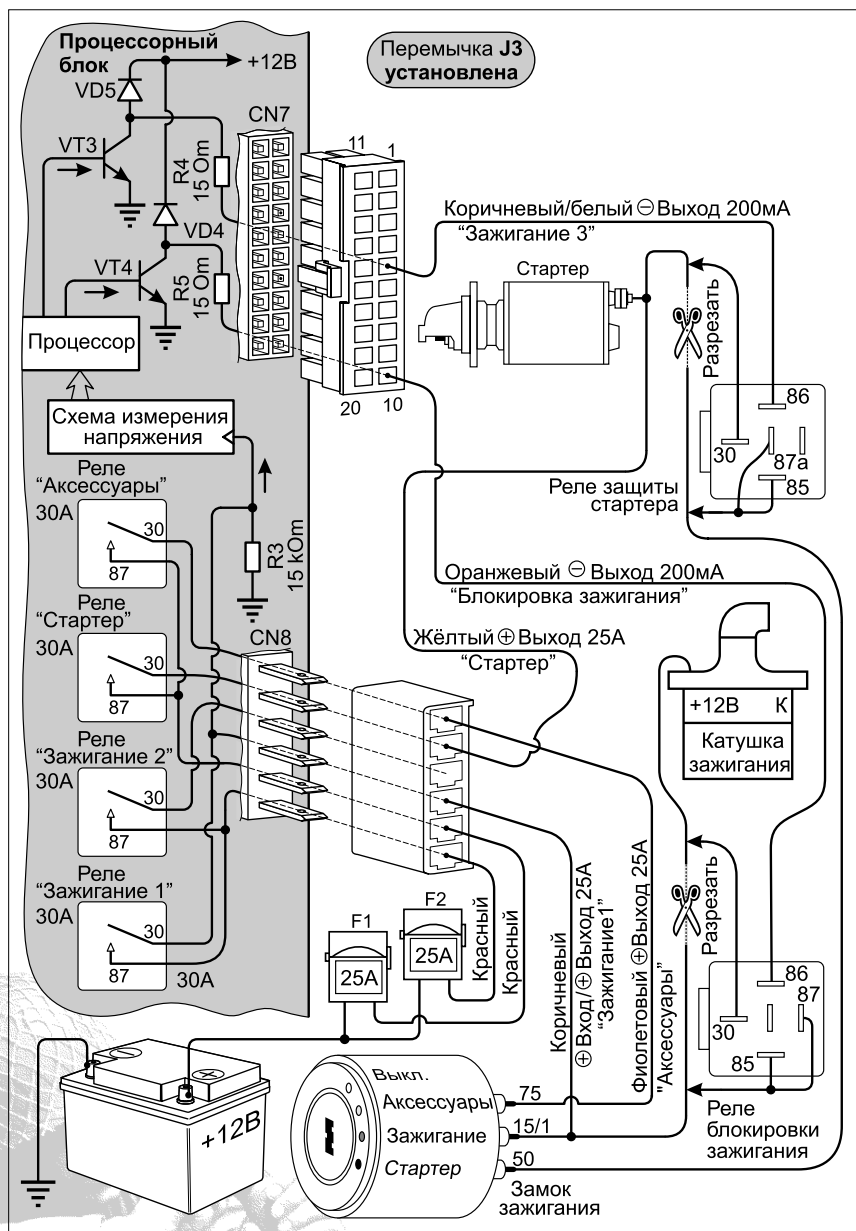 Процессорный
блок
Перемычка J3
установлена
+12В
VD5
CN7
VT3
R4
15 Om
11
1
VD4
VT4
R5
15 Om
Коричневый/белый ⊖ Выход 200мА
"Зажигание 3"
Стартер
Разрезать
Процессор
20
10
86
30
87а
85
Схема измерения
напряжения
Реле защиты
стартера
Реле
"Аксессуары"
30А
30
87
R3
15 kOm
Оранжевый ⊖ Выход 200мА
"Блокировка зажигания"
Реле
"Стартер"
30А
30
87
CN8
Жёлтый ⊕ Выход 25А
"Стартер"
+12В К
Катушка
зажигания
Реле
"Зажигание 2"
30А
30
87
Реле
"Зажигание 1"
30А
30
87
30А
F1
25А
F2
25А
Красный
Красный
Коричневый
⊕ Вход/⊕ Выход 25А
"Зажигание1"
Фиолетовый ⊕ Выход 25А
"Аксессуары"
Разрезать
86
87
30
85
Реле
блокировки
зажигания
+12В
Выкл.
Аксессуары
75
Зажигание
15/1
Стартер
50
Замок
зажигания